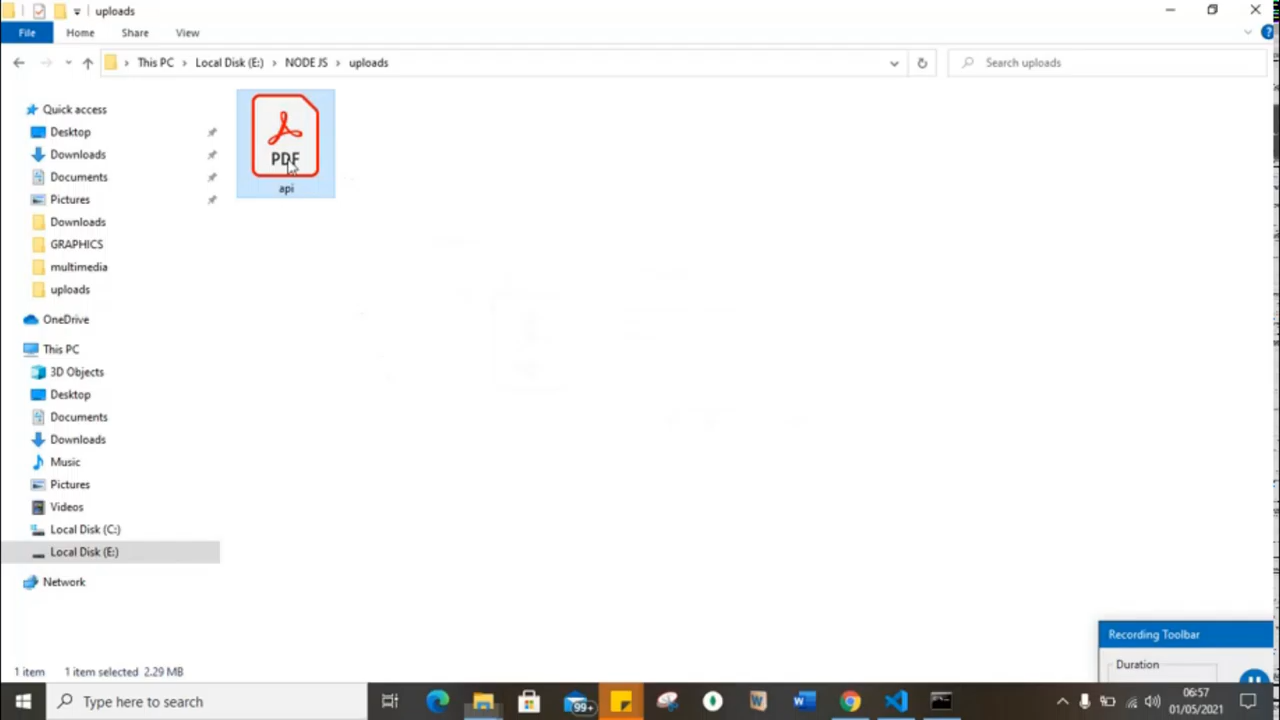 uploads
File Home Share View
This PC Local Disk (E:) NODE JS uploads Search uploads
Quick access
Desktop
Downloads
Documents
Pictures
Downloads
GRAPHICS
multimedia
uploads
OneDrive
This PC
3D Objects
Desktop
Documents
Downloads
Music
Pictures
Videos
Local Disk (C:)
Local Disk (E:)
Network
PDF
api
Recording Toolbar
Duration
1 item 1 item selected 2.29 MB
Type here to search
99+
06:57
01/05/2021